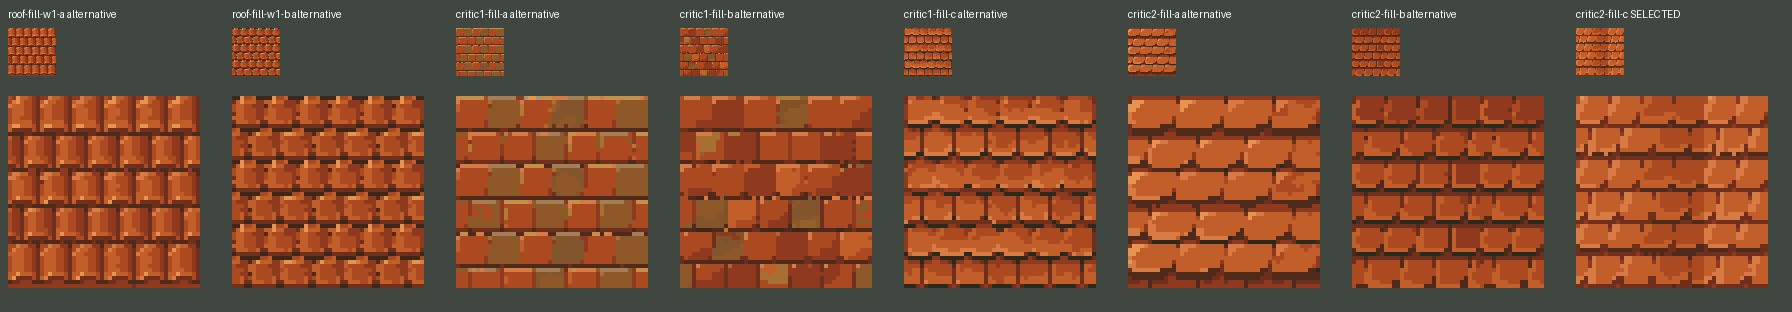 roof-fill-w1-a alternative
roof-fill-w1-b alternative
critic1-fill-a alternative
critic1-fill-b alternative
critic1-fill-c alternative
critic2-fill-a alternative
critic2-fill-b alternative
critic2-fill-c SELECTED